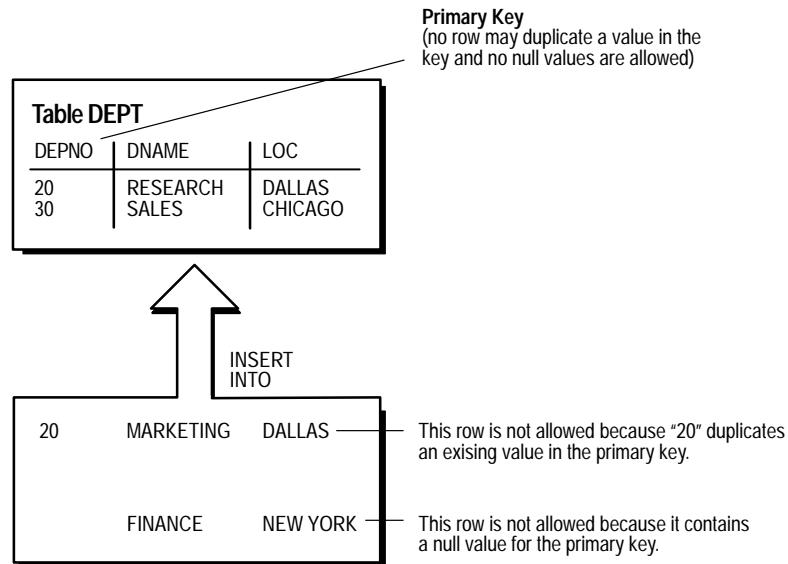 Primary Key
(no row may duplicate a value in the
key and no null values are allowed)
Table DEPT
DEPNO DNAME LOC
20 RESEARCH DALLAS
30 SALES CHICAGO
INSERT
INTO
20 MARKETING DALLAS
This row is not allowed because "20" duplicates
an exising value in the primary key.
FINANCE NEW YORK
This row is not allowed because it contains
a null value for the primary key.